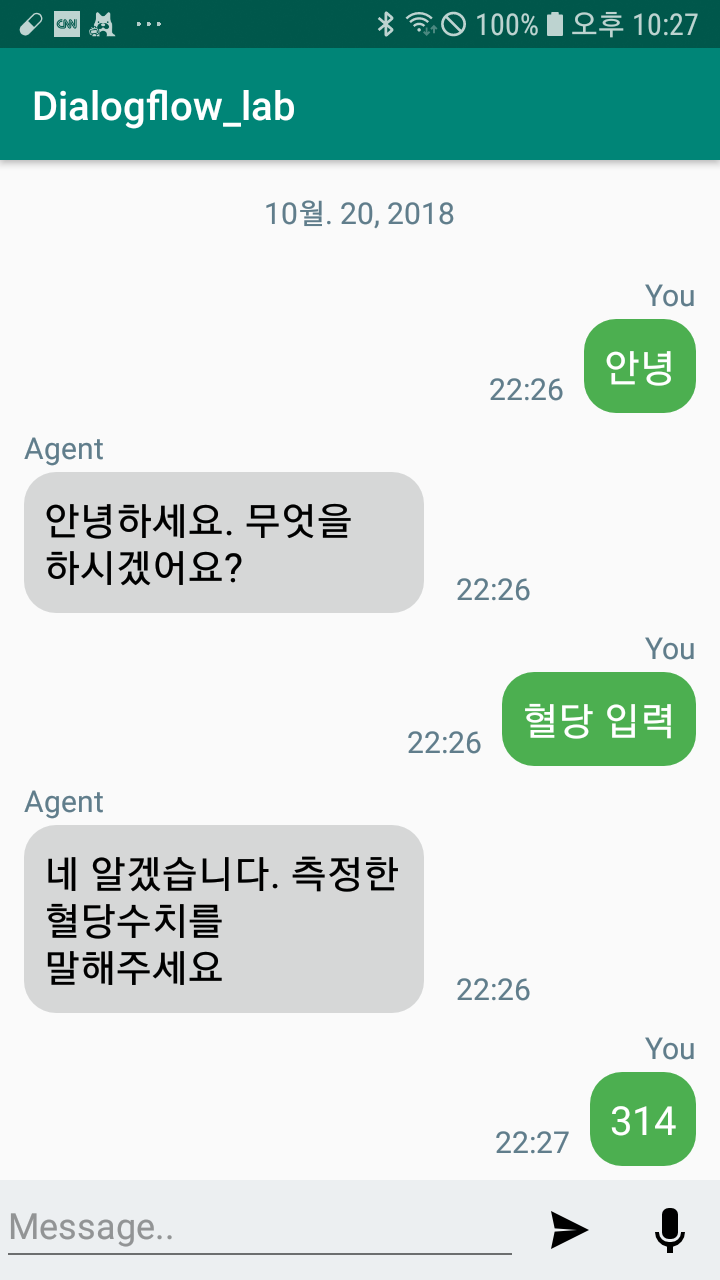 CNN
100% 오후 10:27
Dialogflow_lab
10월. 20, 2018
You
22:26 안녕
Agent
안녕하세요. 무엇을
하시겠어요?
22:26
You
22:26 혈당 입력
Agent
네 알겠습니다. 측정한
혈당수치를
말해주세요
22:26
You
22:27 314
Message..